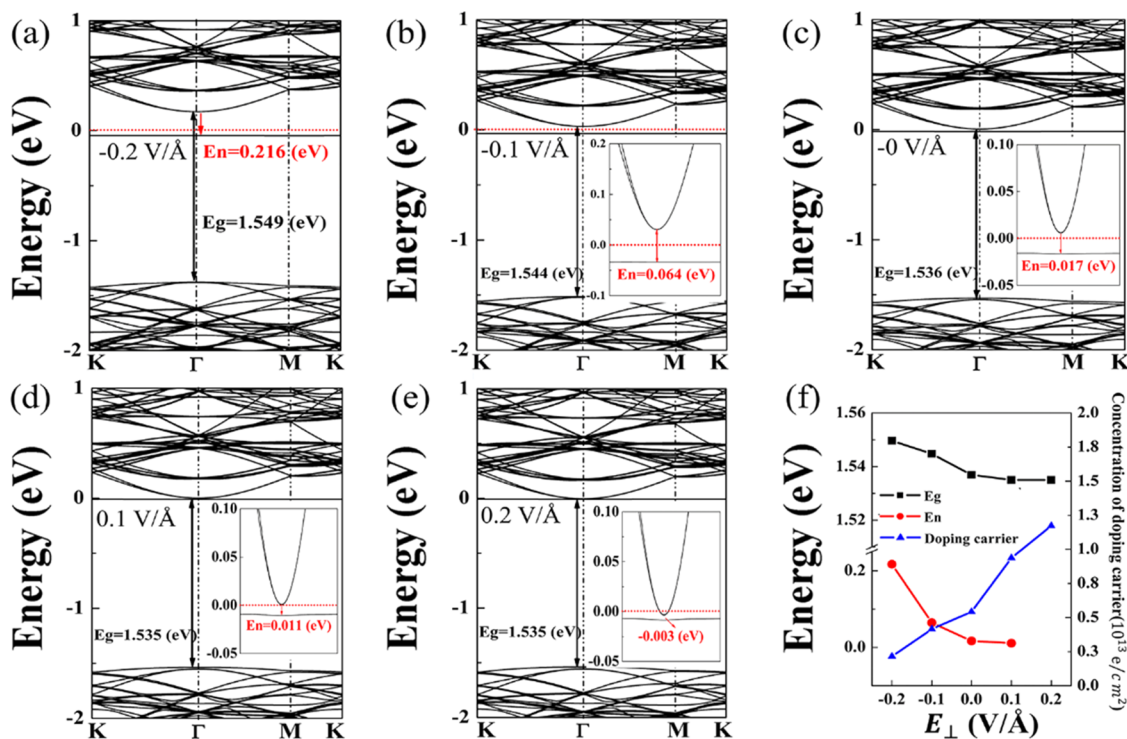 (a)
Energy (eV)
1
0
-1
-2
-0.2 V/Å
En=0.216 (eV)
Eg=1.549 (eV)
K Γ M K
(b)
Energy (eV)
1
0
-1
-2
-0.1 V/Å
0.2
0.1
0.0
-0.1
En=0.064 (eV)
Eg=1.544 (eV)
K Γ M K
(c)
Energy (eV)
1
0
-1
-2
-0 V/Å
0.10
0.05
0.00
-0.05
En=0.017 (eV)
Eg=1.536 (eV)
K Γ M K
(d)
Energy (eV)
1
0
-1
-2
0.1 V/Å
0.10
0.05
0.00
-0.05
En=0.011 (eV)
Eg=1.535 (eV)
K Γ M K
(e)
Energy (eV)
1
0
-1
-2
0.2 V/Å
0.10
0.05
0.00
0.05
-0.003 (eV)
Eg=1.535 (eV)
K Γ M K
(f)
Energy (eV)
1.56
1.54
1.52
0.2
0.0
Eg
En
Doping carrier
2.0
1.8
1.5
1.3
1.0
0.8
0.5
0.3
0.0
Concentration of doping carrier(10¹³ e/cm²)
-0.2 -0.1 0.0 0.1 0.2
E⊥ (V/Å)